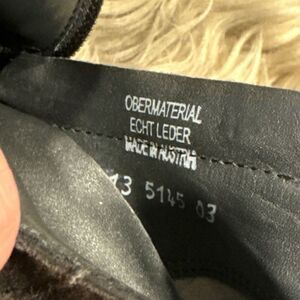 OBERMATERIAL
ECHT LEDER
MADE IN AUSTRIA
13 5145 03